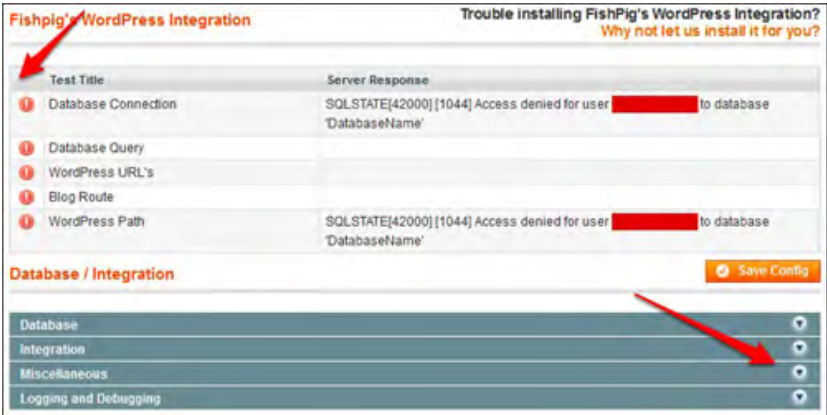 Fishpig's WordPress Integration
Trouble installing FishPig's WordPress Integration?
Why not let us install it for you?
Test Title Server Response
Database Connection SQLSTATE[42000] [1044] Access denied for user to database
'DatabaseName'
Database Query
WordPress URL's
Blog Route
WordPress Path SQLSTATE[42000] [1044] Access denied for user to database
'DatabaseName'
Database / Integration Save Config
Database
Integration
Miscellaneous
Logging and Debugging